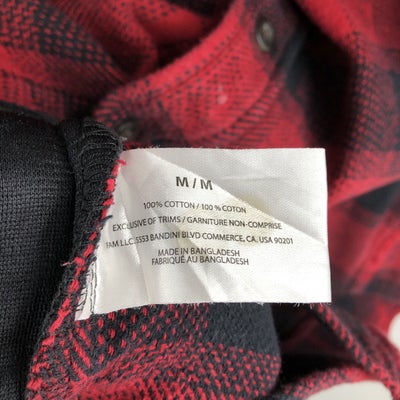 M / M
100% COTTON / 100 % COTON
EXCLUSIVE OF TRIMS / GARNITURE NON-COMPRISE
FAM LLC. 5553 BANDINI BLVD COMMERCE, CA. USA 90201
MADE IN BANGLADESH
FABRIQUÉ AU BANGLADESH